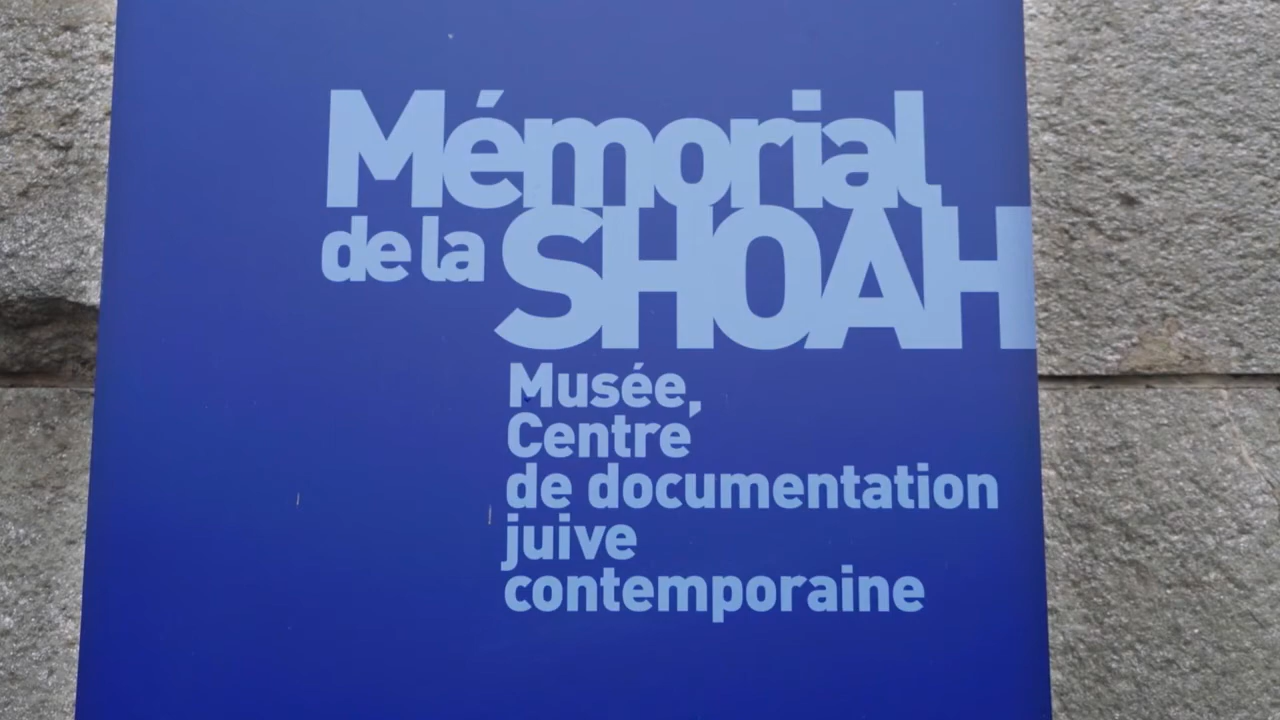 Mémorial
de la SHOAH
Musée,
Centre
de documentation
juive
contemporaine